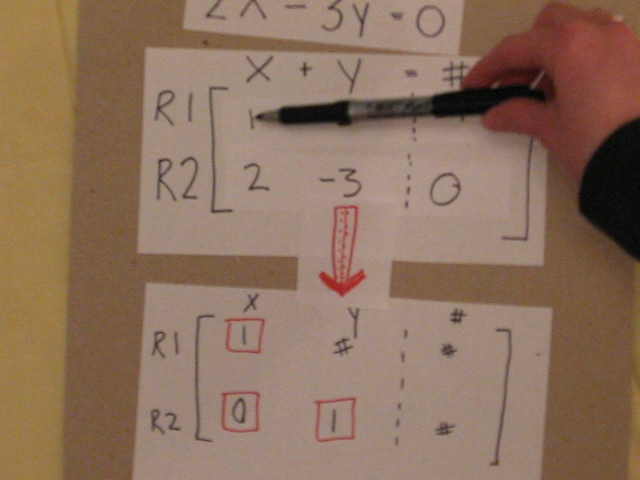 2X - 3Y = 0
X + Y = #
R1 1
R2 2 -3 0
X Y #
R1 1 # #
R2 0 1 #